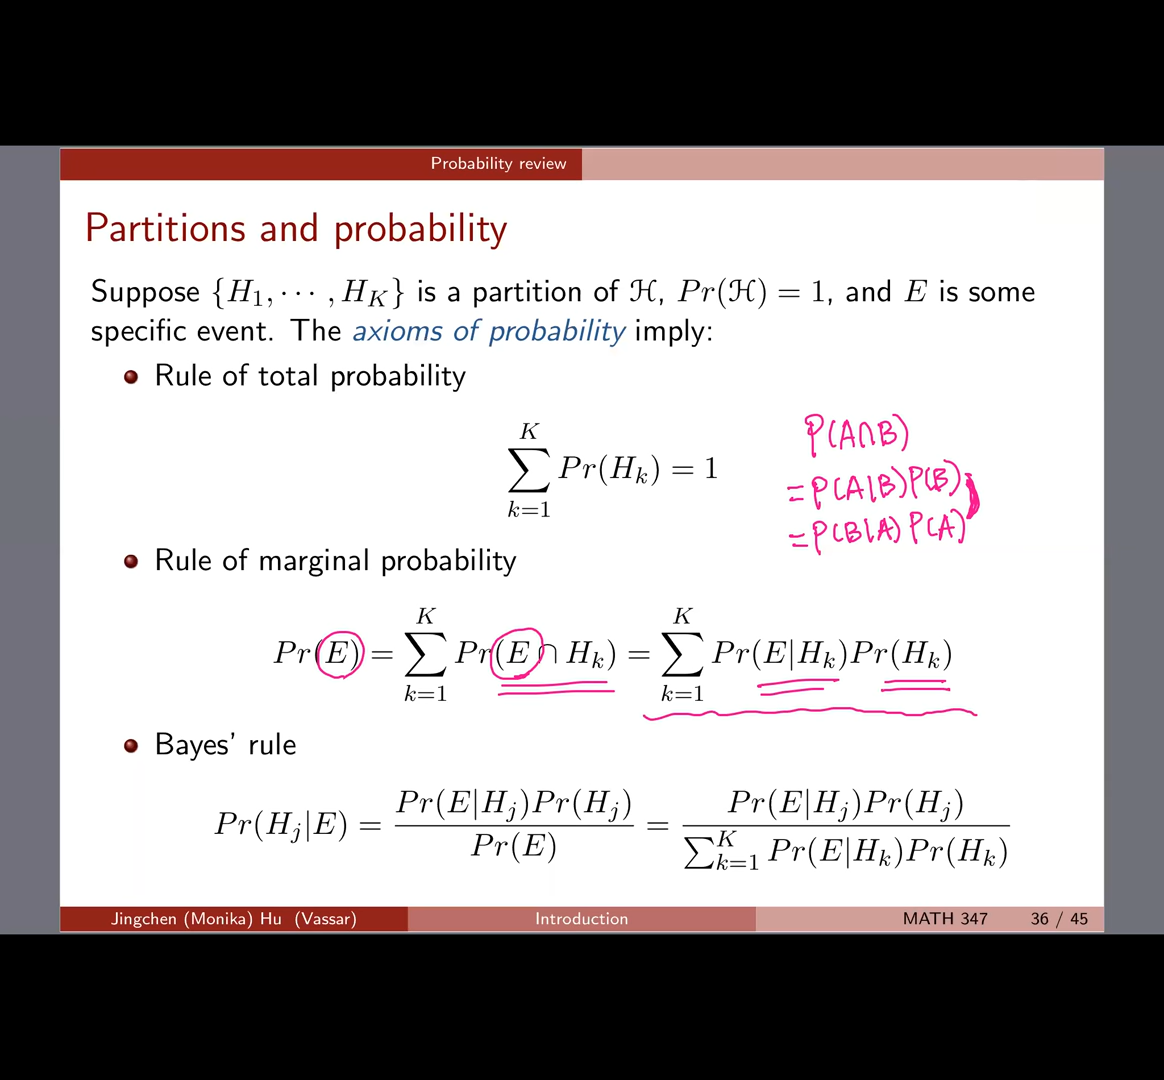 Probability review
Partitions and probability
Suppose {H₁, ⋯ , H_K} is a partition of ℋ, Pr(ℋ) = 1, and E is some
specific event. The axioms of probability imply:
Rule of total probability
∑_{k=1}^{K} Pr(H_k) = 1
P(A∩B)
=P(A|B)P(B)
=P(B|A)P(A)
Rule of marginal probability
Pr(E) = ∑_{k=1}^{K} Pr(E ∩ H_k) = ∑_{k=1}^{K} Pr(E|H_k)Pr(H_k)
Bayes' rule
Pr(H_j|E) = Pr(E|H_j)Pr(H_j) / Pr(E) = Pr(E|H_j)Pr(H_j) / ∑_{k=1}^{K} Pr(E|H_k)Pr(H_k)
Jingchen (Monika) Hu (Vassar) Introduction MATH 347 36 / 45